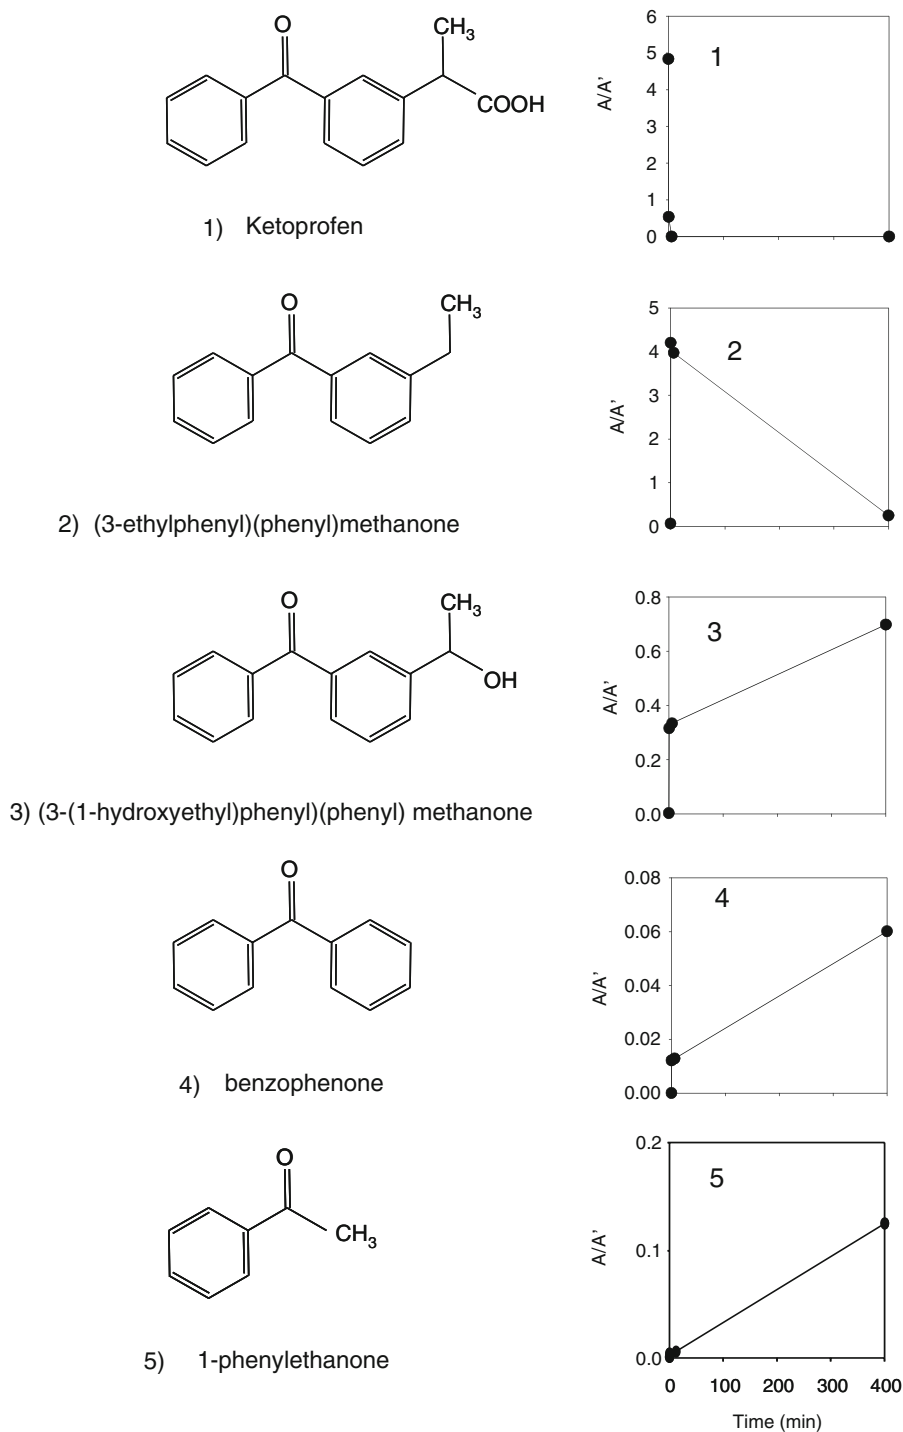 O
CH₃
COOH
1) Ketoprofen
6
5
4
3
2
1
0
A/A'
1
O
CH₃
2) (3-ethylphenyl)(phenyl)methanone
5
4
3
2
1
0
A/A'
2
O
CH₃
OH
3) (3-(1-hydroxyethyl)phenyl)(phenyl) methanone
0.8
0.6
0.4
0.2
0.0
A/A'
3
O
4) benzophenone
0.08
0.06
0.04
0.02
0.00
A/A'
4
O
CH₃
5) 1-phenylethanone
0.2
0.1
0.0
A/A'
5
0 100 200 300 400
Time (min)